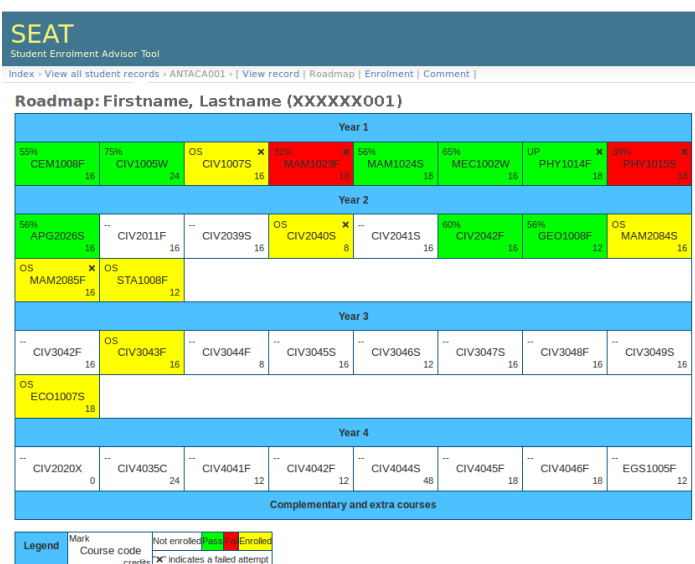 SEAT
Student Enrolment Advisor Tool
Index › View all student records › ANTACA001 › [ View record | Roadmap | Enrolment | Comment ]
Roadmap: Firstname, Lastname (XXXXXX001)
Year 1
55% 75% OS × 31% × 56% 65% UP × 39% ×
CEM1008F CIV1005W CIV1007S MAM1023F MAM1024S MEC1002W PHY1014F PHY1015S
16 24 16 18 18 16 18 18
Year 2
56% -- -- OS × -- 60% 56% OS
APG2026S CIV2011F CIV2039S CIV2040S CIV2041S CIV2042F GEO1008F MAM2084S
16 16 16 8 16 16 12 16
OS × OS
MAM2085F STA1008F
16 12
Year 3
-- OS -- -- -- -- -- --
CIV3042F CIV3043F CIV3044F CIV3045S CIV3046S CIV3047S CIV3048F CIV3049S
16 16 8 16 12 16 16 16
OS
ECO1007S
18
Year 4
-- -- -- -- -- -- -- --
CIV2020X CIV4035C CIV4041F CIV4042F CIV4044S CIV4045F CIV4046F EGS1005F
0 24 12 12 48 18 18 12
Complementary and extra courses
Legend
Mark
Course code
credits
Not enrolled Pass Fail Enrolled
"×" indicates a failed attempt